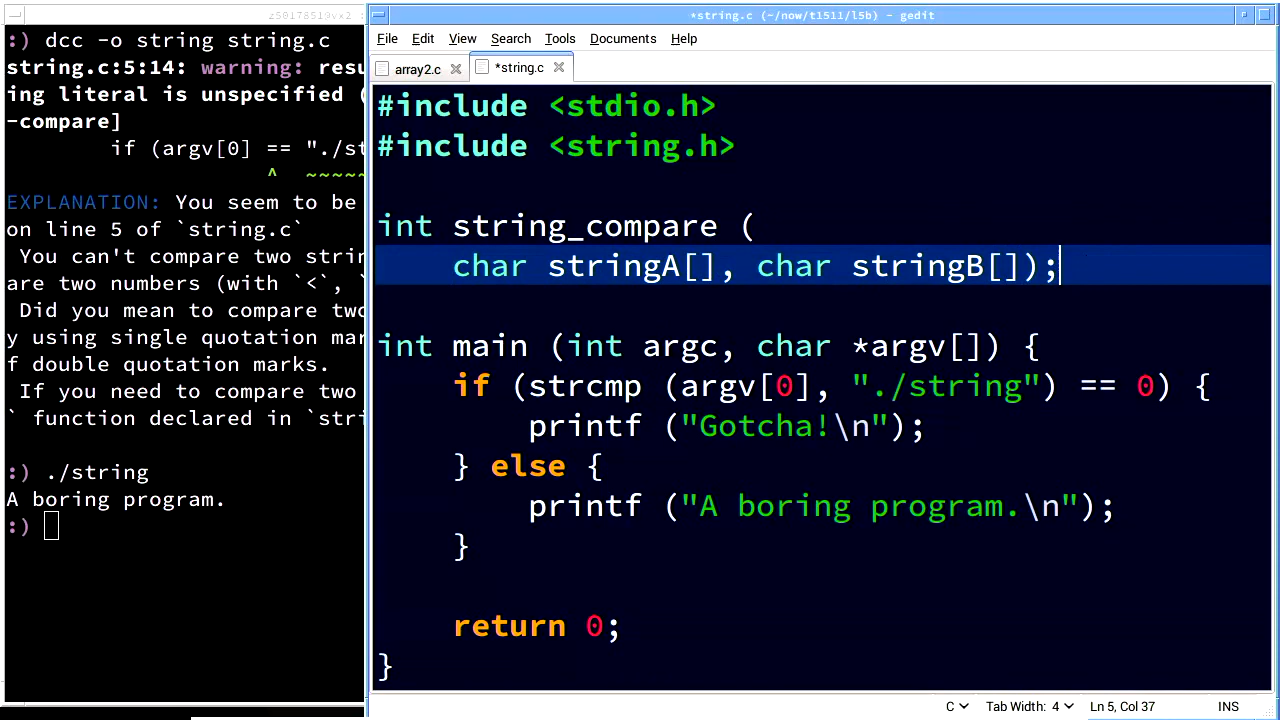 z5017851@vx2
:) dcc -o string string.c
string.c:5:14: warning: resu
ing literal is unspecified (
-compare]
if (argv[0] == "./st
^ ~~~~~
EXPLANATION: You seem to be
on line 5 of `string.c`
You can't compare two strin
are two numbers (with `<`, `
Did you mean to compare two
y using single quotation mar
f double quotation marks.
If you need to compare two
` function declared in `stri
:) ./string
A boring program.
:)
*string.c (~/now/t1511/l5b) - gedit
File Edit View Search Tools Documents Help
array2.c *string.c
#include <stdio.h>
#include <string.h>
int string_compare (
char stringA[], char stringB[]);
int main (int argc, char *argv[]) {
if (strcmp (argv[0], "./string") == 0) {
printf ("Gotcha!\n");
} else {
printf ("A boring program.\n");
}
return 0;
}
C Tab Width: 4 Ln 5, Col 37 INS